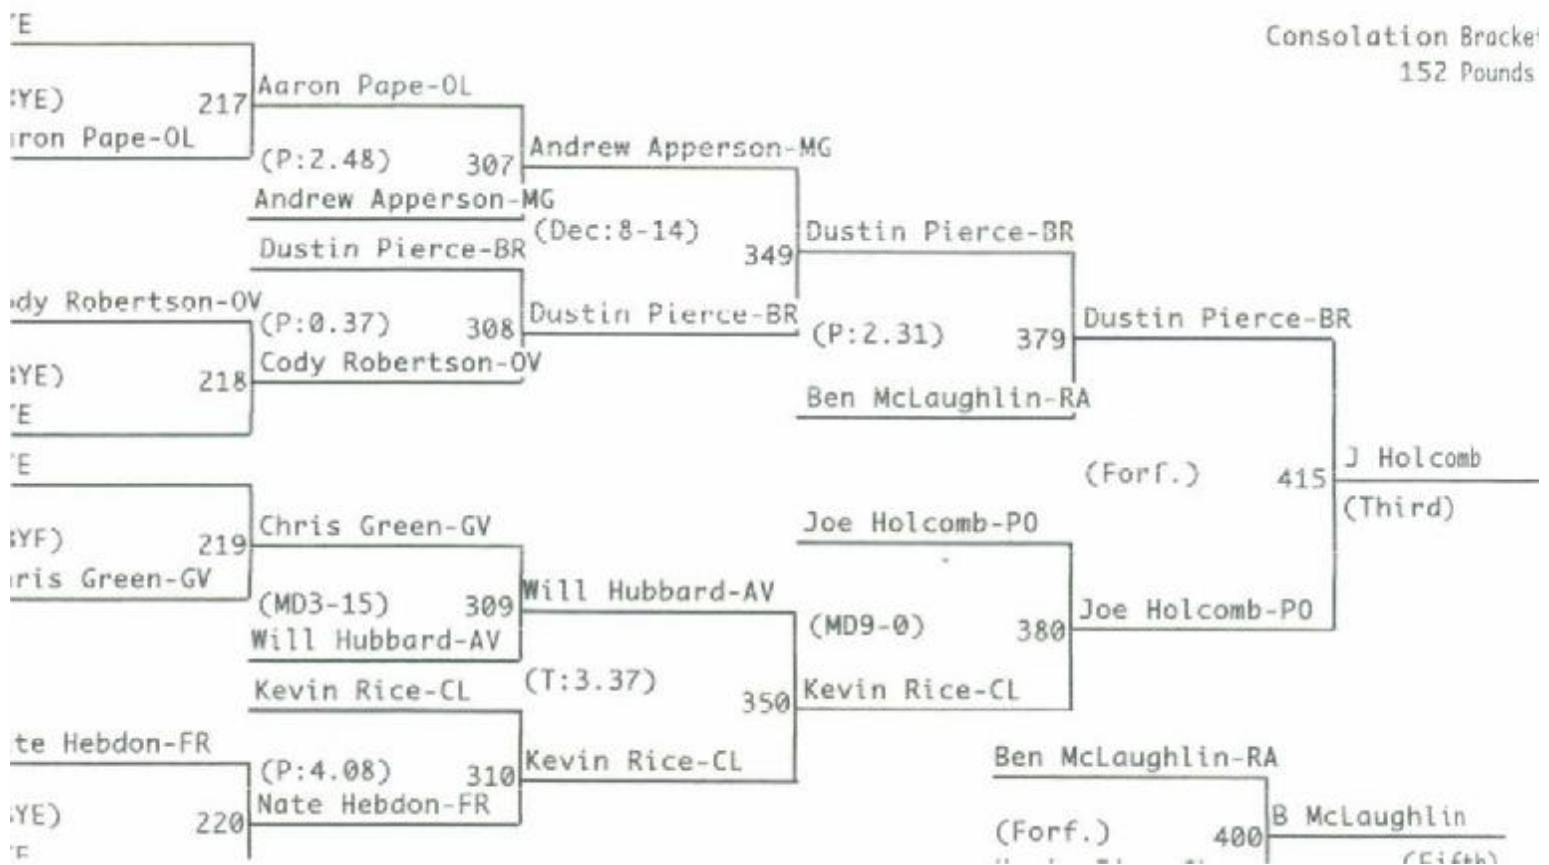 Consolation Bracket
152 Pounds
Aaron Pape-OL
217
(P:2.48)
307
Andrew Apperson-MG
Andrew Apperson-MG
(Dec:8-14)
349
Dustin Pierce-BR
Dustin Pierce-BR
(P:0.37)
308
Dustin Pierce-BR
218
Cody Robertson-OV
(P:2.31)
379
Dustin Pierce-BR
Ben McLaughlin-RA
(Forf.)
415
J Holcomb
(Third)
219
Chris Green-GV
Joe Holcomb-PO
(MD3-15)
309
Will Hubbard-AV
Will Hubbard-AV
(MD9-0)
380
Joe Holcomb-PO
(T:3.37)
350
Kevin Rice-CL
Kevin Rice-CL
(P:4.08)
310
Kevin Rice-CL
220
Nate Hebdon-FR
Ben McLaughlin-RA
(Forf.)
400
B McLaughlin
(Fifth)